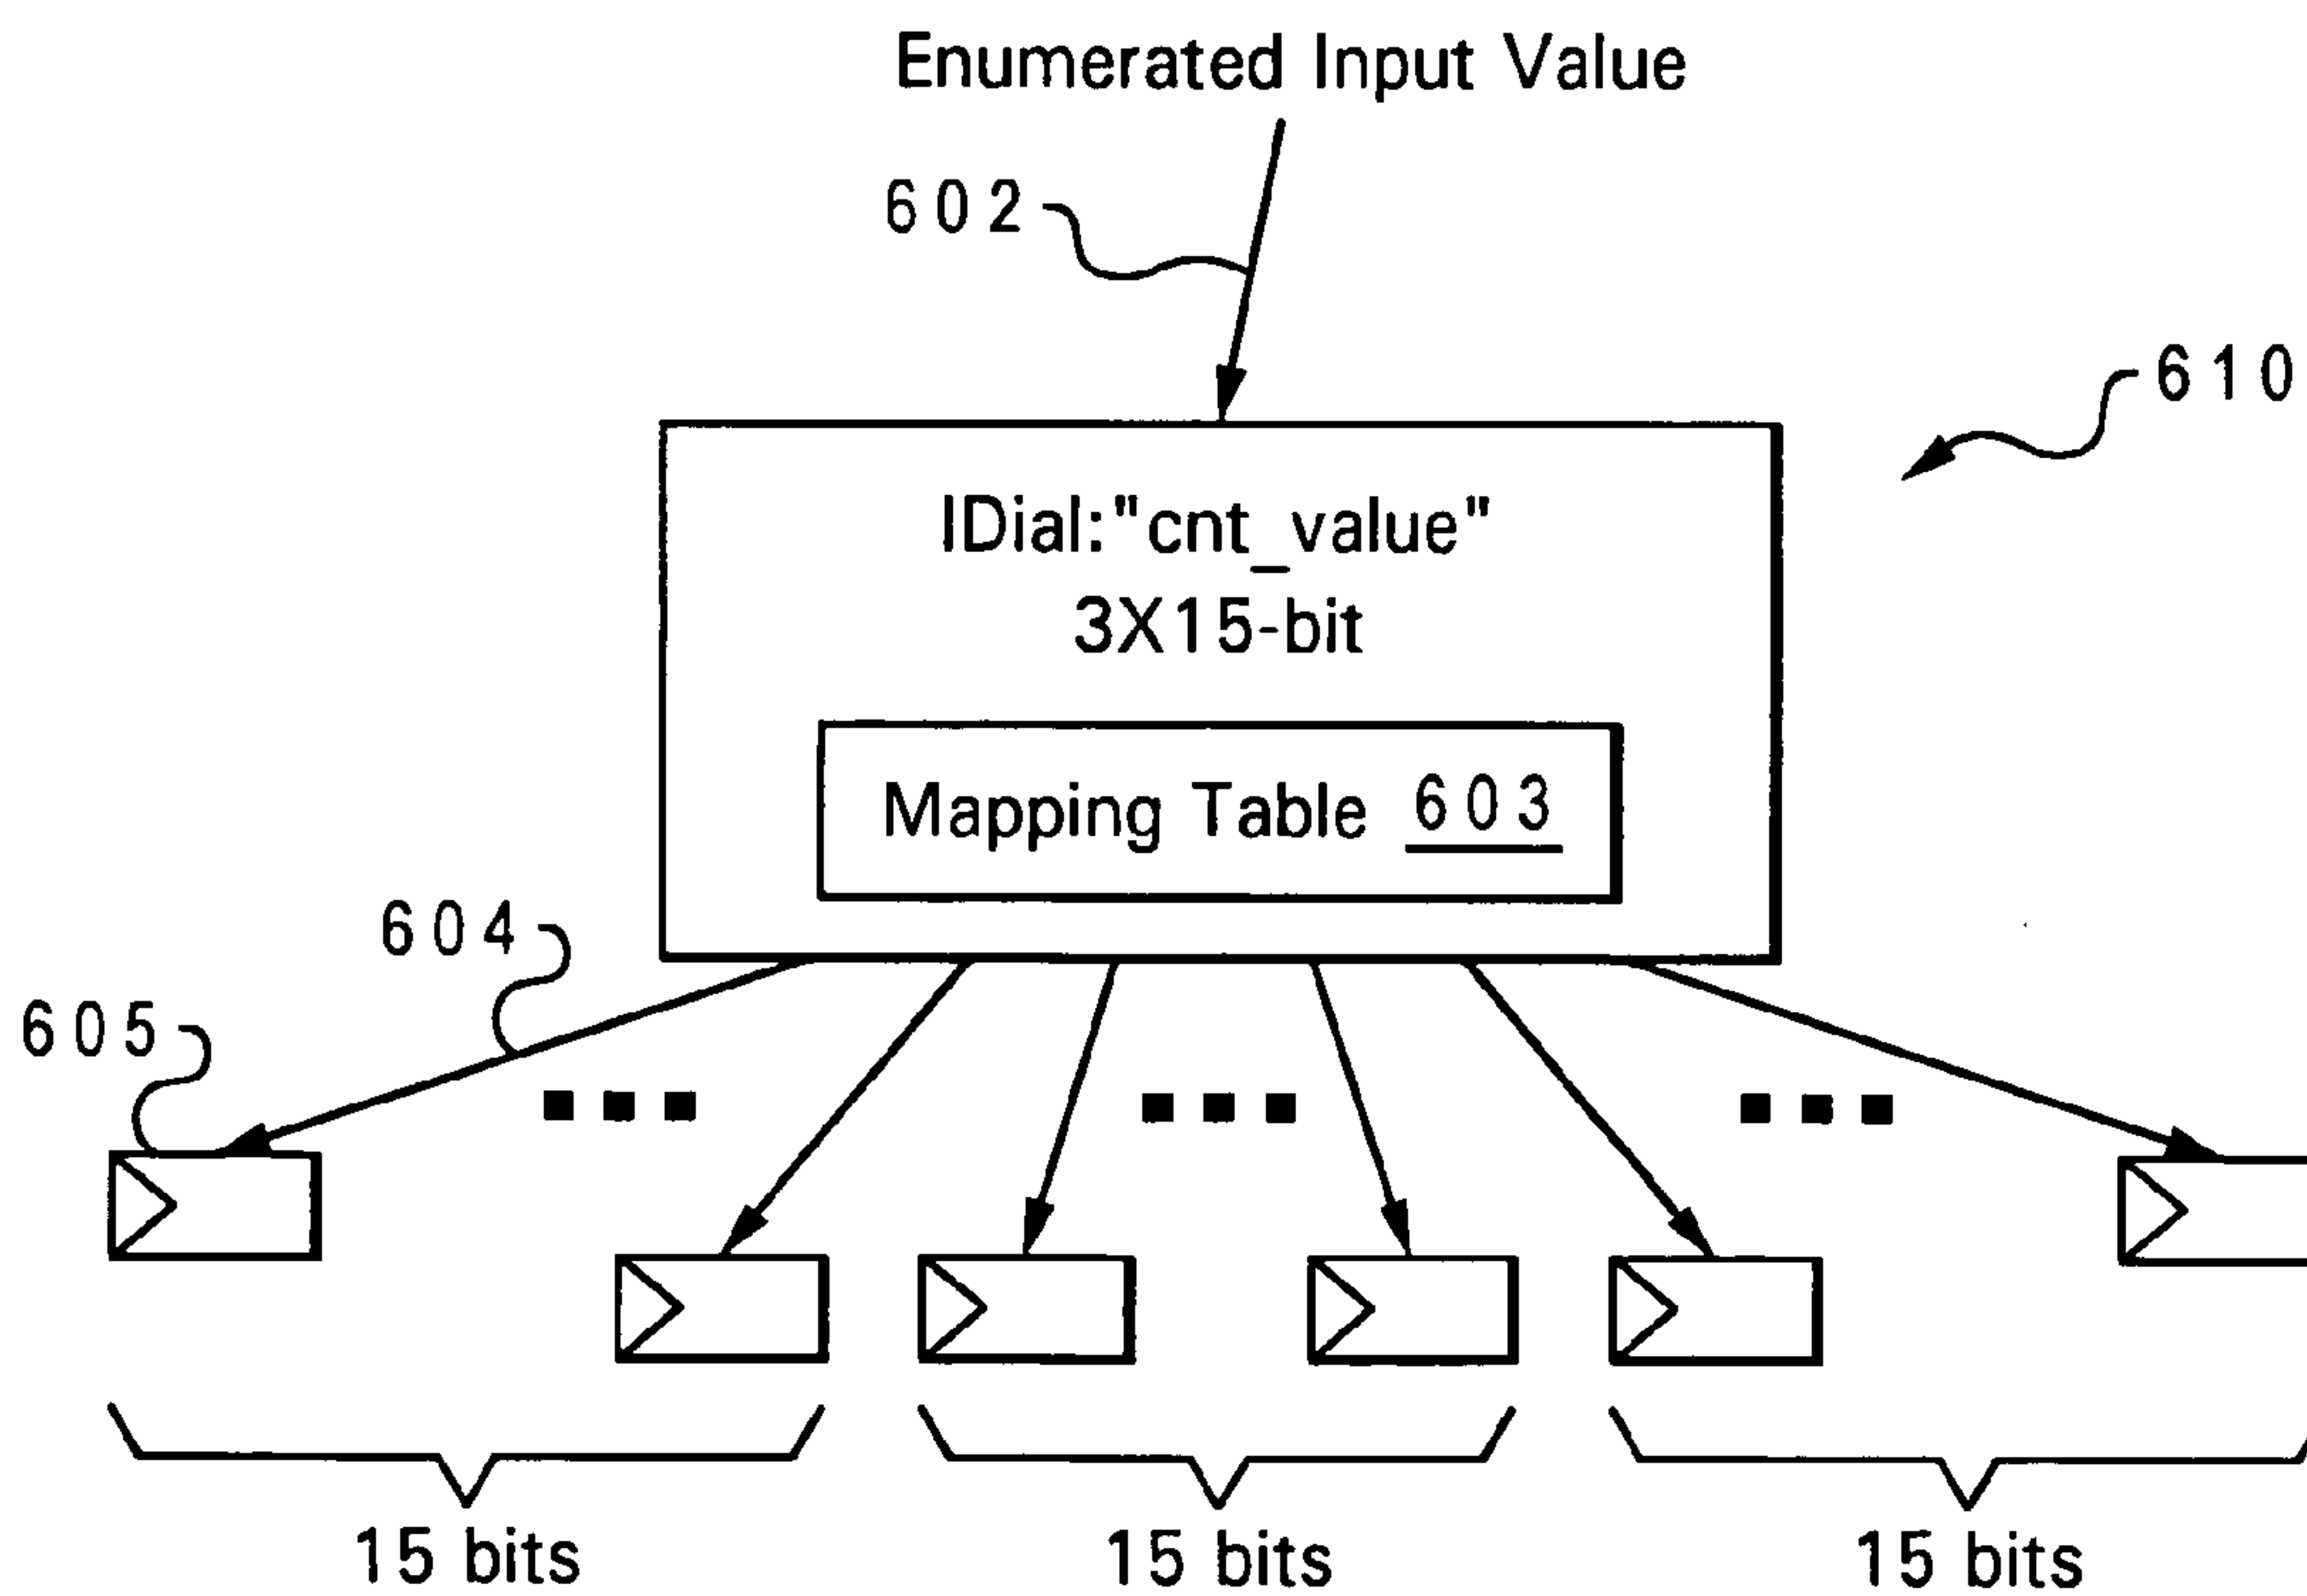 Enumerated Input Value
602
610
IDial:"cnt_value"
3X15-bit
Mapping Table 603
604
605
15 bits
15 bits
15 bits